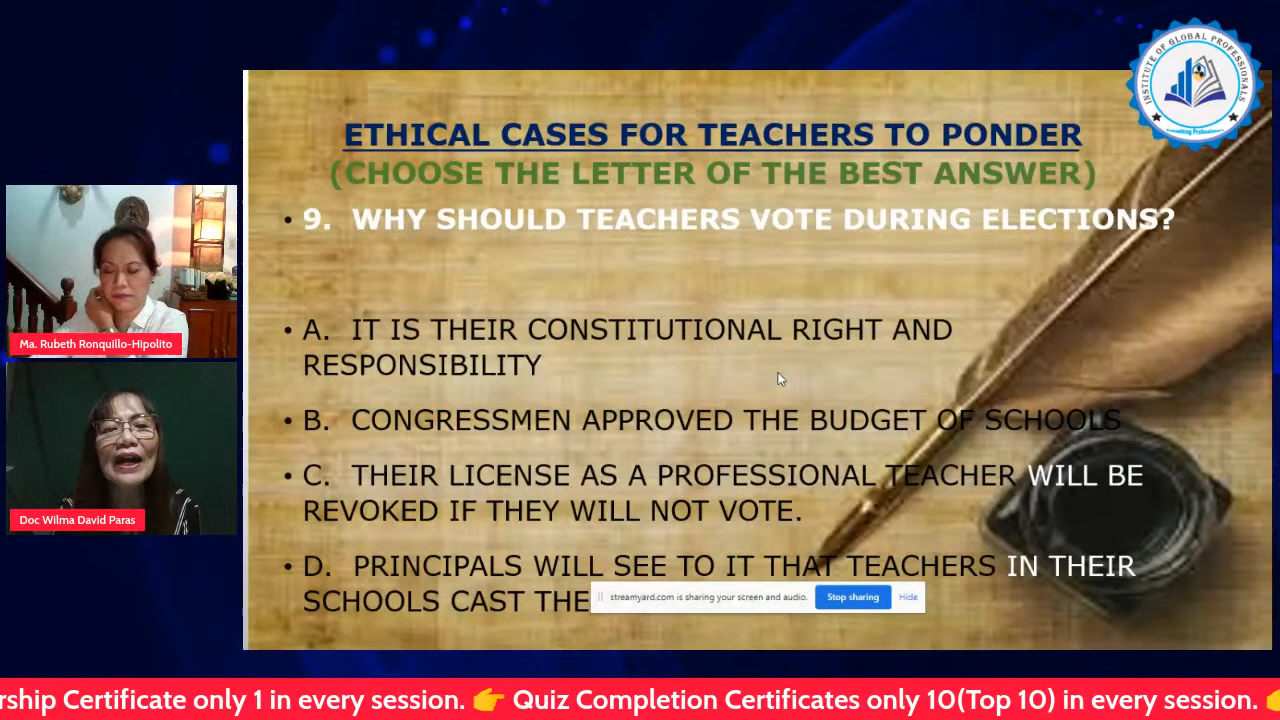 INSTITUTE OF GLOBAL PROFESSIONALS
ETHICAL CASES FOR TEACHERS TO PONDER
(CHOOSE THE LETTER OF THE BEST ANSWER)
• 9. WHY SHOULD TEACHERS VOTE DURING ELECTIONS?
• A. IT IS THEIR CONSTITUTIONAL RIGHT AND
RESPONSIBILITY
• B. CONGRESSMEN APPROVED THE BUDGET OF SCHOOLS
• C. THEIR LICENSE AS A PROFESSIONAL TEACHER WILL BE
REVOKED IF THEY WILL NOT VOTE.
• D. PRINCIPALS WILL SEE TO IT THAT TEACHERS IN THEIR
SCHOOLS CAST THE
streamyard.com is sharing your screen and audio. Stop sharing Hide
Ma. Rubeth Ronquillo-Hipolito
Doc Wilma David Paras
rship Certificate only 1 in every session. 👉 Quiz Completion Certificates only 10(Top 10) in every session.